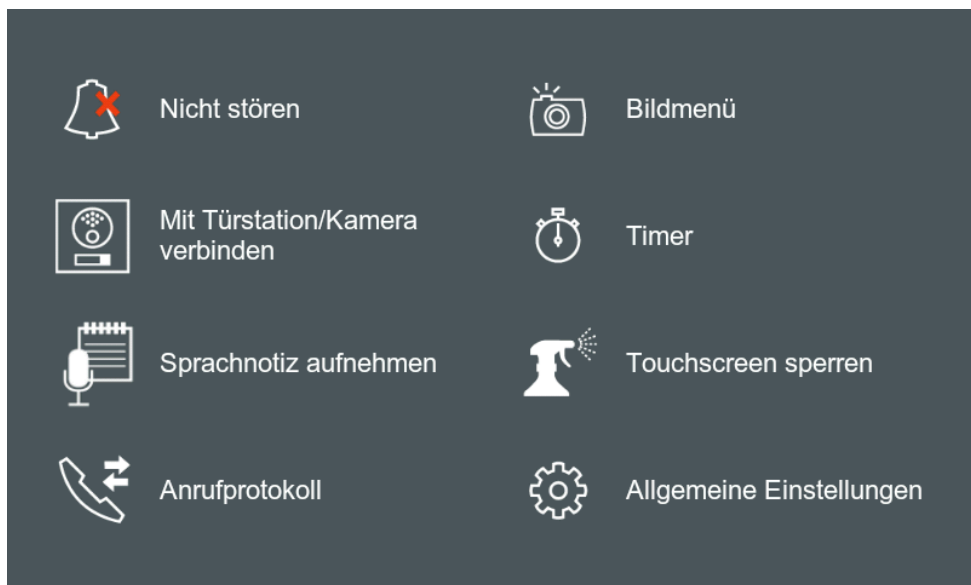 Nicht stören
Bildmenü
Mit Türstation/Kamera
verbinden
Timer
Sprachnotiz aufnehmen
Touchscreen sperren
Anrufprotokoll
Allgemeine Einstellungen